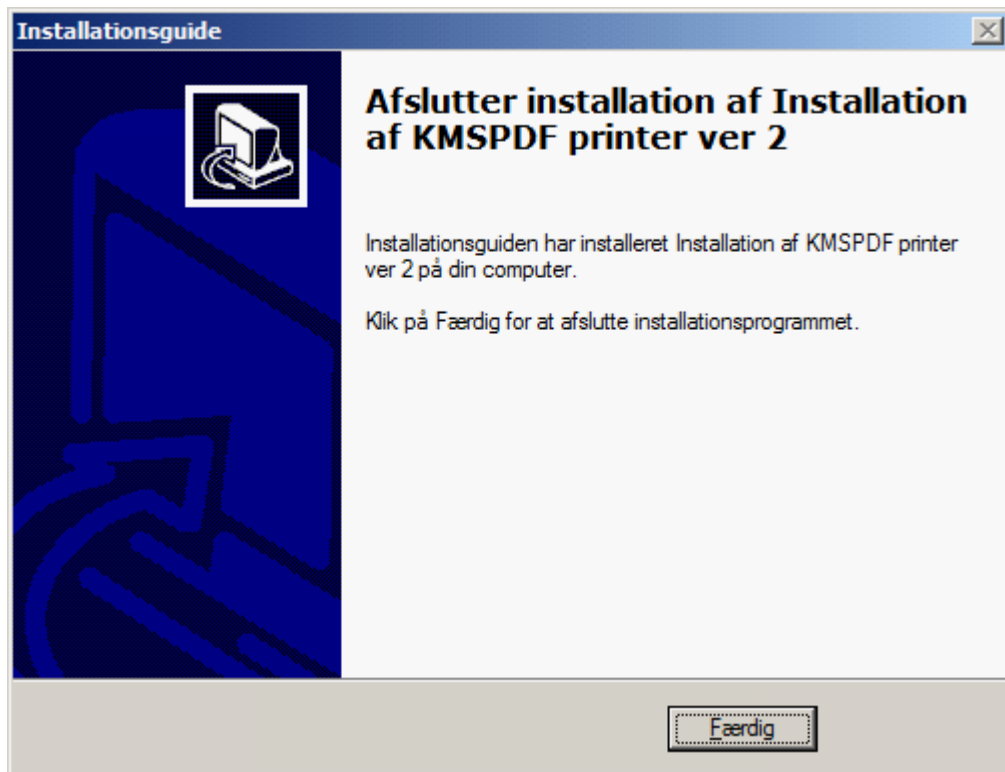 Installationsguide
Afslutter installation af Installation
af KMSPDF printer ver 2
Installationsguiden har installeret Installation af KMSPDF printer
ver 2 på din computer.
Klik på Færdig for at afslutte installationsprogrammet.
Færdig